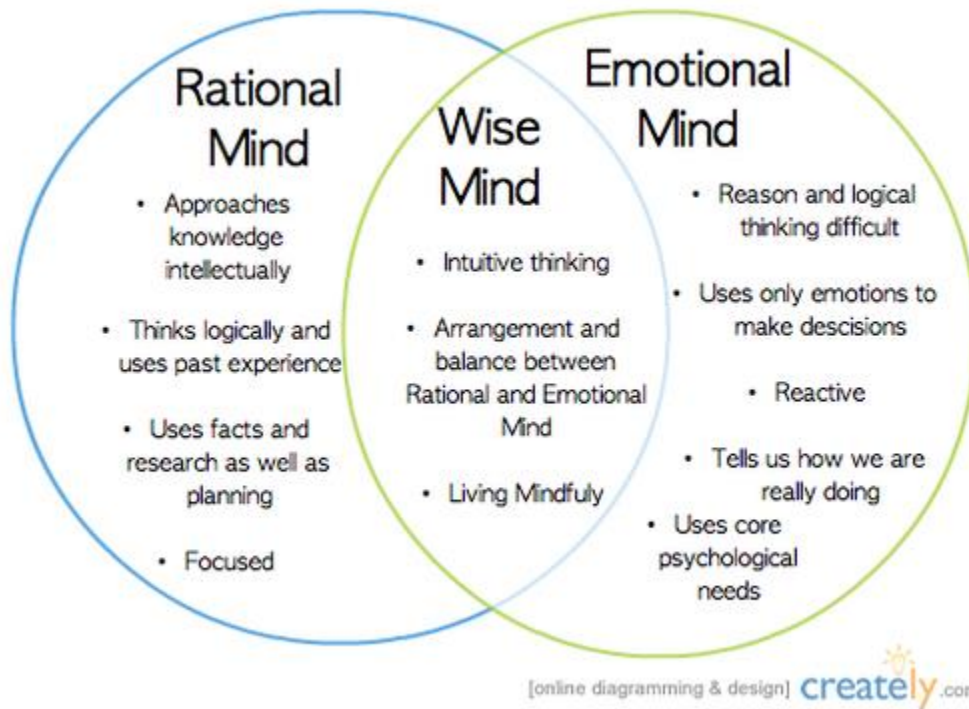 Rational
Mind
• Approaches
knowledge
intellectually
• Thinks logically and
uses past experience
• Uses facts and
research as well as
planning
• Focused
Wise
Mind
• Intuitive thinking
• Arrangement and
balance between
Rational and Emotional
Mind
• Living Mindfuly
Emotional
Mind
• Reason and logical
thinking difficult
• Uses only emotions to
make descisions
• Reactive
• Tells us how we are
really doing
• Uses core
psychological
needs
[online diagramming & design] creately.com